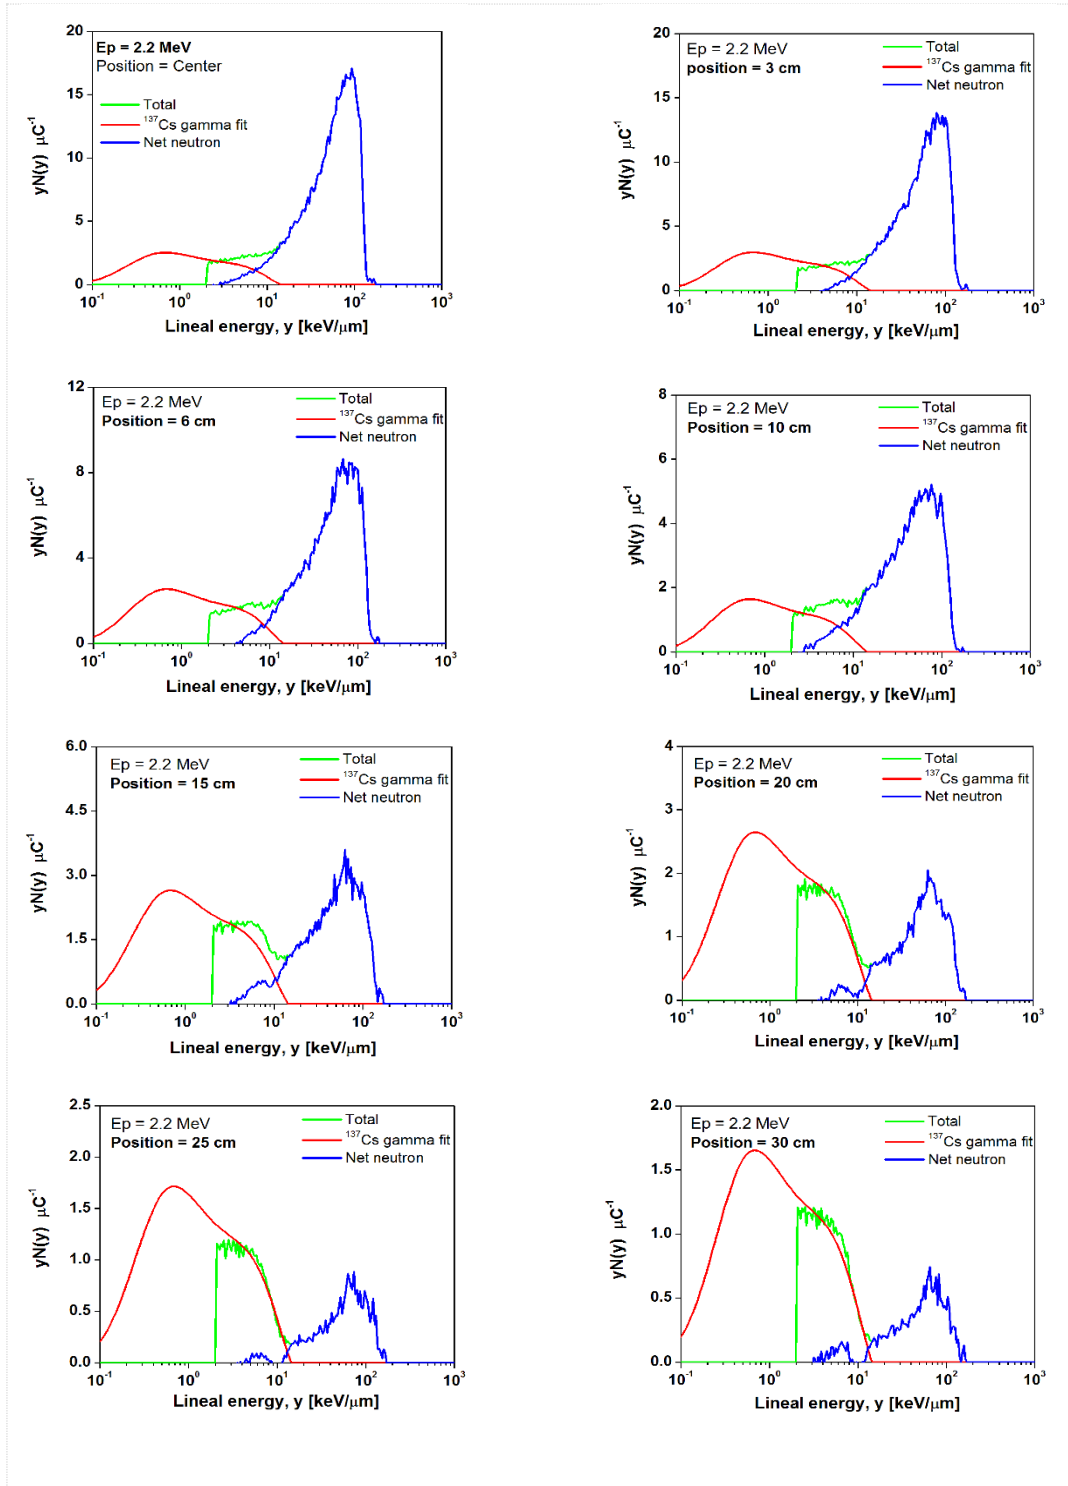 Ep = 2.2 MeV
Position = Center
Total
¹³⁷Cs gamma fit
Net neutron
yN(y) μC⁻¹
20
15
10
5
0
10⁻¹ 10⁰ 10¹ 10² 10³
Lineal energy, y [keV/μm]
Ep = 2.2 MeV
position = 3 cm
Total
¹³⁷Cs gamma fit
Net neutron
yN(y) μC⁻¹
20
15
10
5
0
10⁻¹ 10⁰ 10¹ 10² 10³
Lineal energy, y [keV/μm]
Ep = 2.2 MeV
Position = 6 cm
Total
¹³⁷Cs gamma fit
Net neutron
yN(y) μC⁻¹
12
8
4
0
10⁻¹ 10⁰ 10¹ 10² 10³
Lineal energy, y [keV/μm]
Ep = 2.2 MeV
Position = 10 cm
Total
¹³⁷Cs gamma fit
Net neutron
yN(y) μC⁻¹
8
6
4
2
0
10⁻¹ 10⁰ 10¹ 10² 10³
Lineal energy, y [keV/μm]
Ep = 2.2 MeV
Position = 15 cm
Total
¹³⁷Cs gamma fit
Net neutron
yN(y) μC⁻¹
6.0
4.5
3.0
1.5
0.0
10⁻¹ 10⁰ 10¹ 10² 10³
Lineal energy, y [keV/μm]
Ep = 2.2 MeV
Position = 20 cm
Total
¹³⁷Cs gamma fit
Net neutron
yN(y) μC⁻¹
4
3
2
1
0
10⁻¹ 10⁰ 10¹ 10² 10³
Lineal energy, y [keV/μm]
Ep = 2.2 MeV
Position = 25 cm
Total
¹³⁷Cs gamma fit
Net neutron
yN(y) μC⁻¹
2.5
2.0
1.5
1.0
0.5
0.0
10⁻¹ 10⁰ 10¹ 10² 10³
Lineal energy, y [keV/μm]
Ep = 2.2 MeV
Position = 30 cm
Total
¹³⁷Cs gamma fit
Net neutron
yN(y) μC⁻¹
2.0
1.5
1.0
0.5
0.0
10⁻¹ 10⁰ 10¹ 10² 10³
Lineal energy, y [keV/μm]